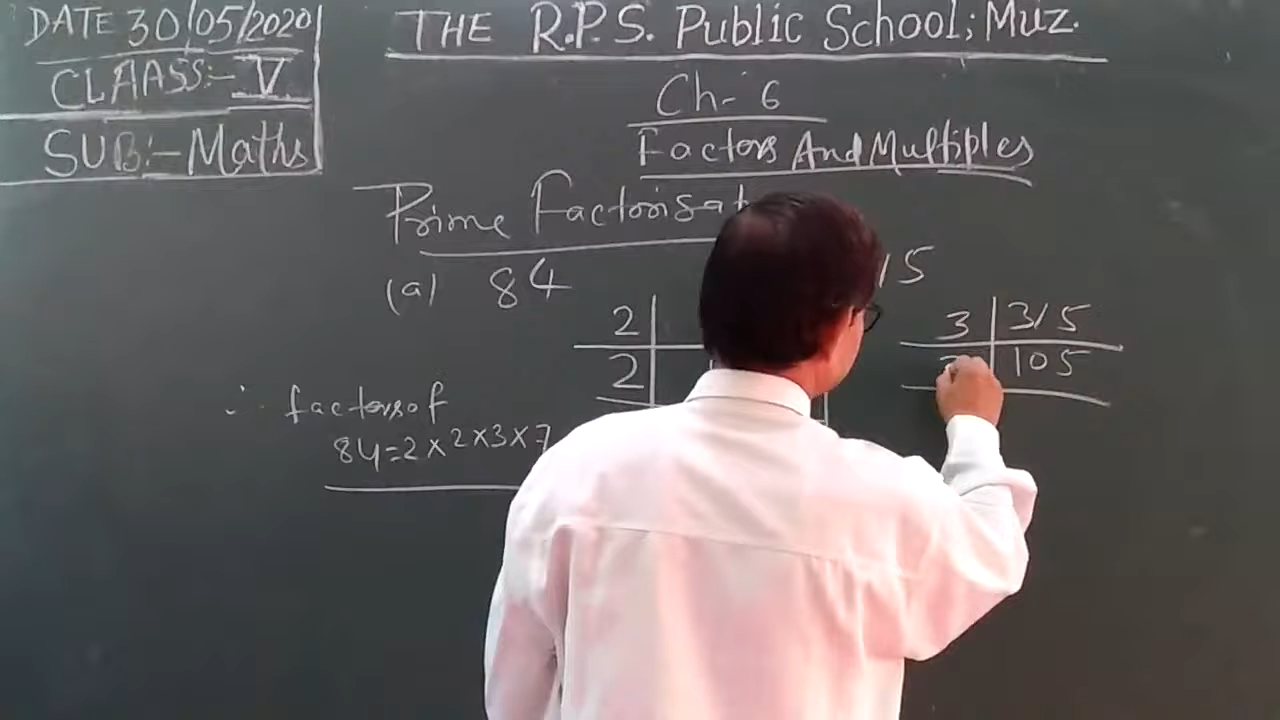 DATE 30/05/2020
CLAASS:- V
SUB:- Maths
THE R.P.S. Public School; Muz.
Ch- 6
Factors And Multiples
Prime Factorisat
(a) 84
15
2
2
3 315
105
∴ factors of
84=2×2×3×7